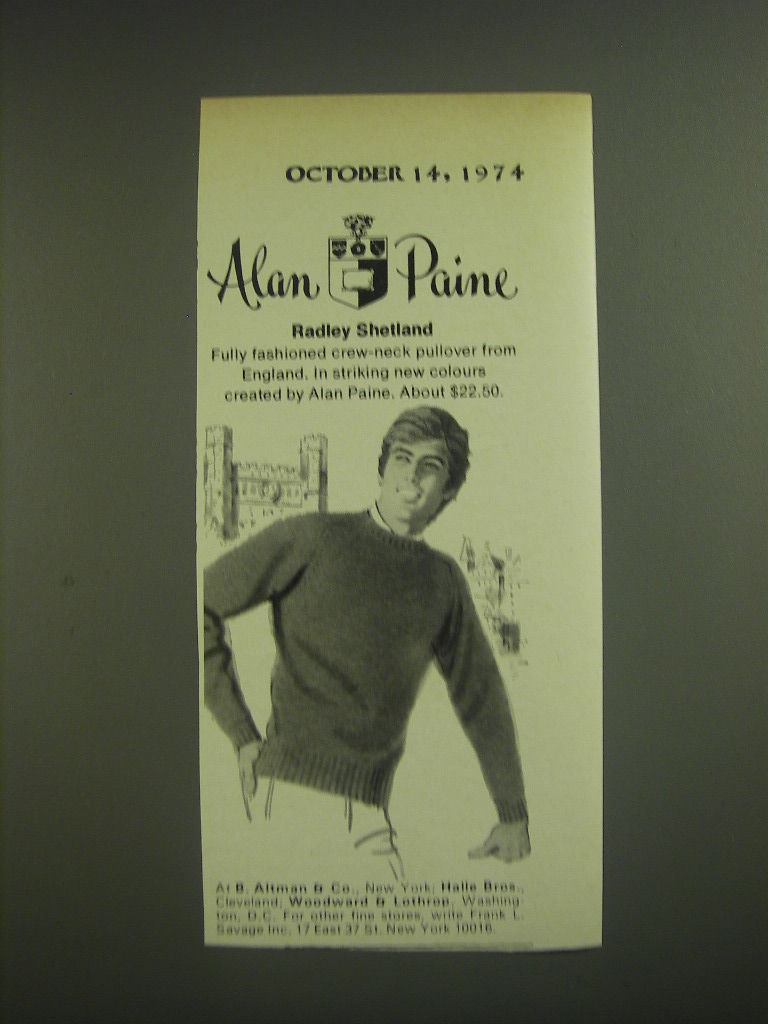 OCTOBER 14, 1974
Alan Paine
Radley Shetland
Fully fashioned crew-neck pullover from
England. In striking new colours
created by Alan Paine. About $22.50.
At B. Altman & Co., New York; Halle Bros.,
Cleveland; Woodward & Lothrop, Washing-
ton, D.C. For other fine stores, write Frank L.
Savage Inc. 17 East 37 St. New York 10016.